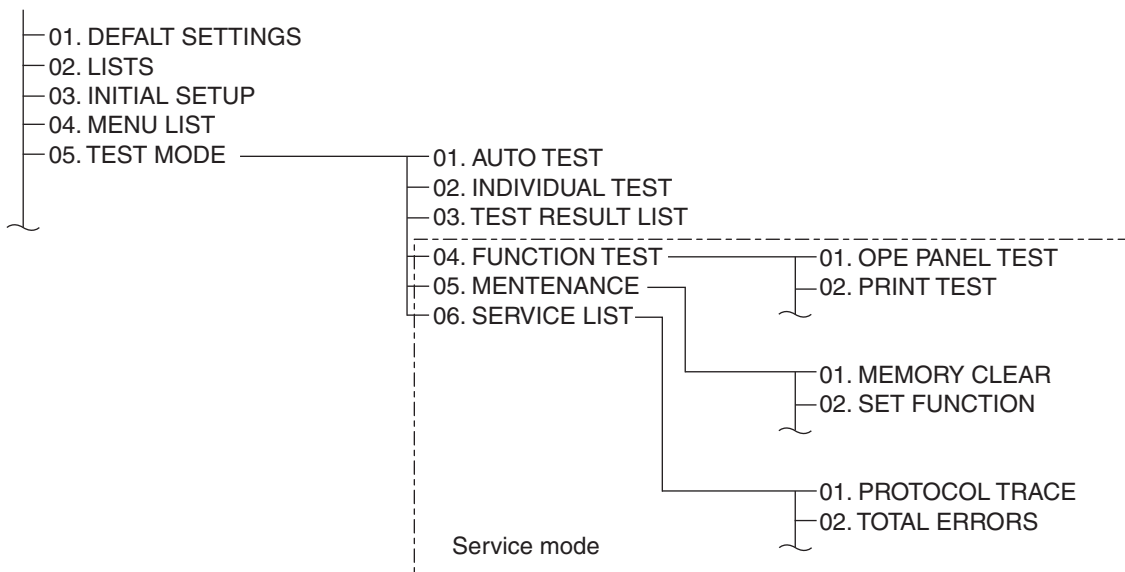 01. DEFALT SETTINGS
02. LISTS
03. INITIAL SETUP
04. MENU LIST
05. TEST MODE
01. AUTO TEST
02. INDIVIDUAL TEST
03. TEST RESULT LIST
04. FUNCTION TEST
05. MENTENANCE
06. SERVICE LIST
01. OPE PANEL TEST
02. PRINT TEST
01. MEMORY CLEAR
02. SET FUNCTION
01. PROTOCOL TRACE
02. TOTAL ERRORS
Service mode